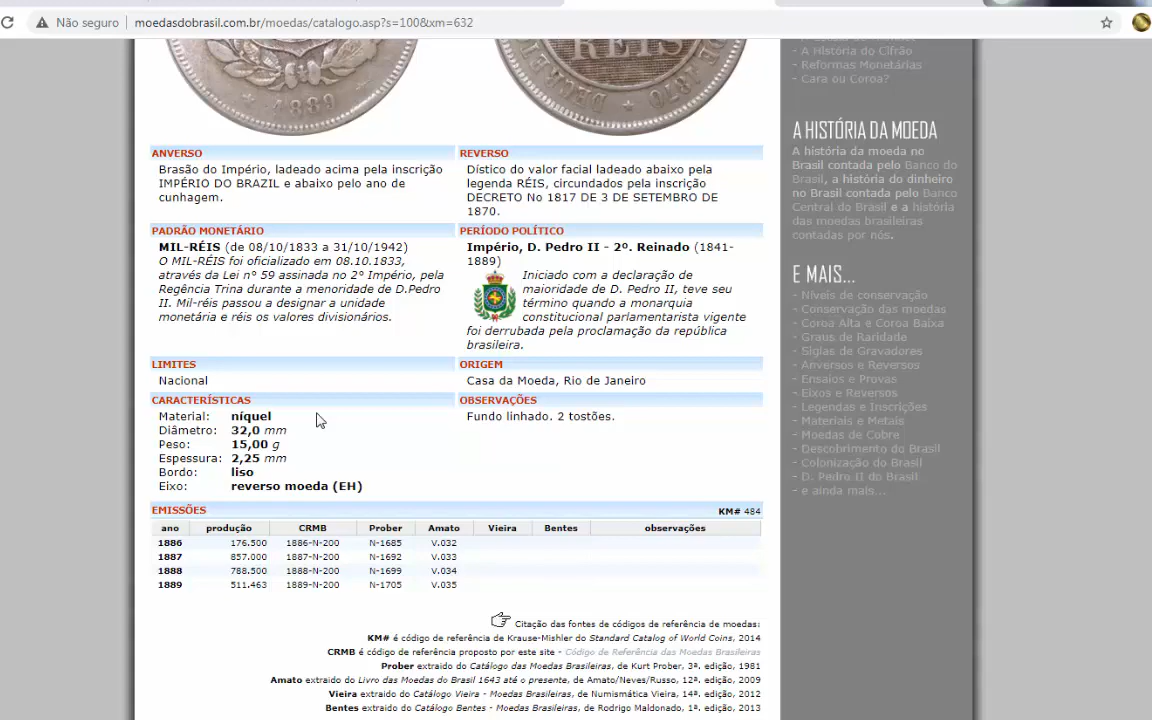 Não seguro
moedasdobrasil.com.br/moedas/catalogo.asp?s=100&xm=632
1889
RÉIS
DECRETO
1870
- A História do Cifrão
- Reformas Monetárias
- Cara ou Coroa?
A HISTÓRIA DA MOEDA
A história da moeda no
Brasil contada pelo Banco do
Brasil, a história do dinheiro
no Brasil contada pelo Banco
Central do Brasil e a história
das moedas brasileiras
contadas por nós.
E MAIS...
- Níveis de conservação
- Conservação das moedas
- Coroa Alta e Coroa Baixa
- Graus de Raridade
- Siglas de Gravadores
- Anversos e Reversos
- Ensaios e Provas
- Eixos e Reversos
- Legendas e Inscrições
- Materiais e Metais
- Moedas de Cobre
- Descobrimento do Brasil
- Colonização do Brasil
- D. Pedro II do Brasil
- e ainda mais...
ANVERSO
Brasão do Império, ladeado acima pela inscrição
IMPÉRIO DO BRAZIL e abaixo pelo ano de
cunhagem.
REVERSO
Dístico do valor facial ladeado abaixo pela
legenda RÉIS, circundados pela inscrição
DECRETO No 1817 DE 3 DE SETEMBRO DE
1870.
PADRÃO MONETÁRIO
MIL-RÉIS (de 08/10/1833 a 31/10/1942)
O MIL-RÉIS foi oficializado em 08.10.1833,
através da Lei n° 59 assinada no 2° Império, pela
Regência Trina durante a menoridade de D.Pedro
II. Mil-réis passou a designar a unidade
monetária e réis os valores divisionários.
PERÍODO POLÍTICO
Império, D. Pedro II - 2º. Reinado (1841-
1889)
Iniciado com a declaração de
maioridade de D. Pedro II, teve seu
término quando a monarquia
constitucional parlamentarista vigente
foi derrubada pela proclamação da república
brasileira.
LIMITES
Nacional
ORIGEM
Casa da Moeda, Rio de Janeiro
CARACTERÍSTICAS
Material: níquel
Diâmetro: 32,0 mm
Peso: 15,00 g
Espessura: 2,25 mm
Bordo: liso
Eixo: reverso moeda (EH)
OBSERVAÇÕES
Fundo linhado. 2 tostões.
EMISSÕES KM# 484
ano produção CRMB Prober Amato Vieira Bentes observações
1886 176.500 1886-N-200 N-1685 V.032
1887 857.000 1887-N-200 N-1692 V.033
1888 788.500 1888-N-200 N-1699 V.034
1889 511.463 1889-N-200 N-1705 V.035
Citação das fontes de códigos de referência de moedas:
KM# é código de referência de Krause-Mishler do Standard Catalog of World Coins, 2014
CRMB é código de referência proposto por este site - Código de Referência das Moedas Brasileiras
Prober extraido do Catálogo das Moedas Brasileiras, de Kurt Prober, 3ª. edição, 1981
Amato extraido do Livro das Moedas do Brasil 1643 até o presente, de Amato/Neves/Russo, 12ª. edição, 2009
Vieira extraido do Catálogo Vieira - Moedas Brasileiras, de Numismática Vieira, 14ª. edição, 2012
Bentes extraido do Catálogo Bentes - Moedas Brasileiras, de Rodrigo Maldonado, 1ª. edição, 2013